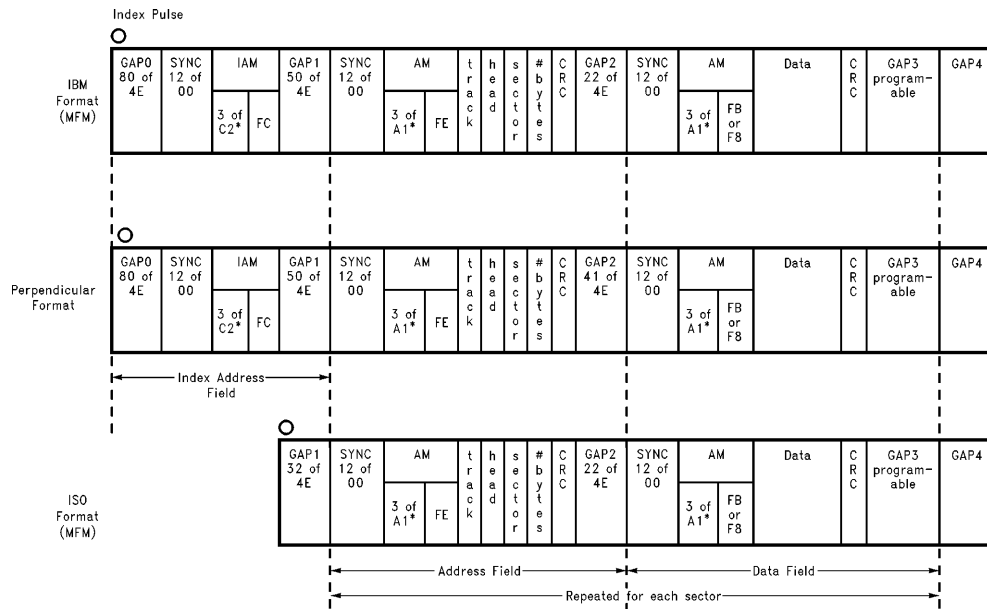 Index Pulse
IBM
Format
(MFM)
GAP0
80 of
4E
SYNC
12 of
00
IAM
3 of
C2*
FC
GAP1
50 of
4E
SYNC
12 of
00
AM
3 of
A1*
FE
track
head
sector
#bytes
CRC
GAP2
22 of
4E
SYNC
12 of
00
AM
3 of
A1*
FB
or
F8
Data
CRC
GAP3
program-
able
GAP4
Perpendicular
Format
GAP0
80 of
4E
SYNC
12 of
00
IAM
3 of
C2*
FC
GAP1
50 of
4E
SYNC
12 of
00
AM
3 of
A1*
FE
track
head
sector
#bytes
CRC
GAP2
41 of
4E
SYNC
12 of
00
AM
3 of
A1*
FB
or
F8
Data
CRC
GAP3
program-
able
GAP4
Index Address
Field
ISO
Format
(MFM)
GAP1
32 of
4E
SYNC
12 of
00
AM
3 of
A1*
FE
track
head
sector
#bytes
CRC
GAP2
22 of
4E
SYNC
12 of
00
AM
3 of
A1*
FB
or
F8
Data
CRC
GAP3
program-
able
GAP4
Address Field
Data Field
Repeated for each sector